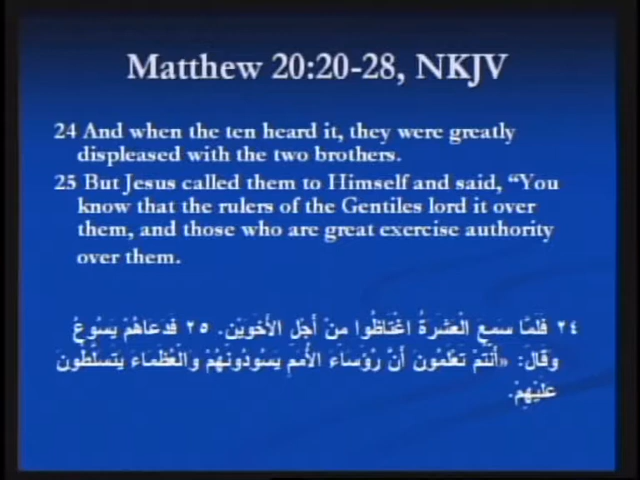 Matthew 20:20-28, NKJV
24 And when the ten heard it, they were greatly
displeased with the two brothers.
25 But Jesus called them to Himself and said, “You
know that the rulers of the Gentiles lord it over
them, and those who are great exercise authority
over them.
٢٤ فَلَمَّا سَمِعَ الْعَشَرَةُ اغْتَاظُوا مِنْ أَجْلِ الأَخَوَيْنِ. ٢٥ فَدَعَاهُمْ يَسُوعُ
وَقَالَ: «أَنْتُمْ تَعْلَمُونَ أَنَّ رُؤَسَاءَ الأُمَمِ يَسُودُونَهُمْ وَالْعُظَمَاءَ يَتَسَلَّطُونَ
عَلَيْهِمْ.